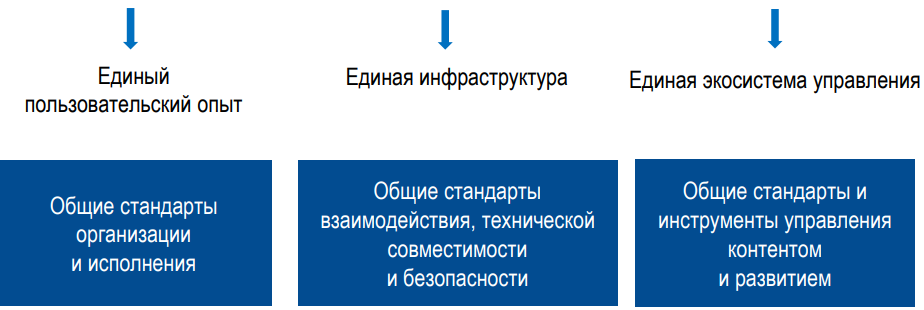 Единый
пользовательский опыт
Единая инфраструктура
Единая экосистема управления
Общие стандарты
организации
и исполнения
Общие стандарты
взаимодействия, технической
совместимости
и безопасности
Общие стандарты и
инструменты управления
контентом
и развитием